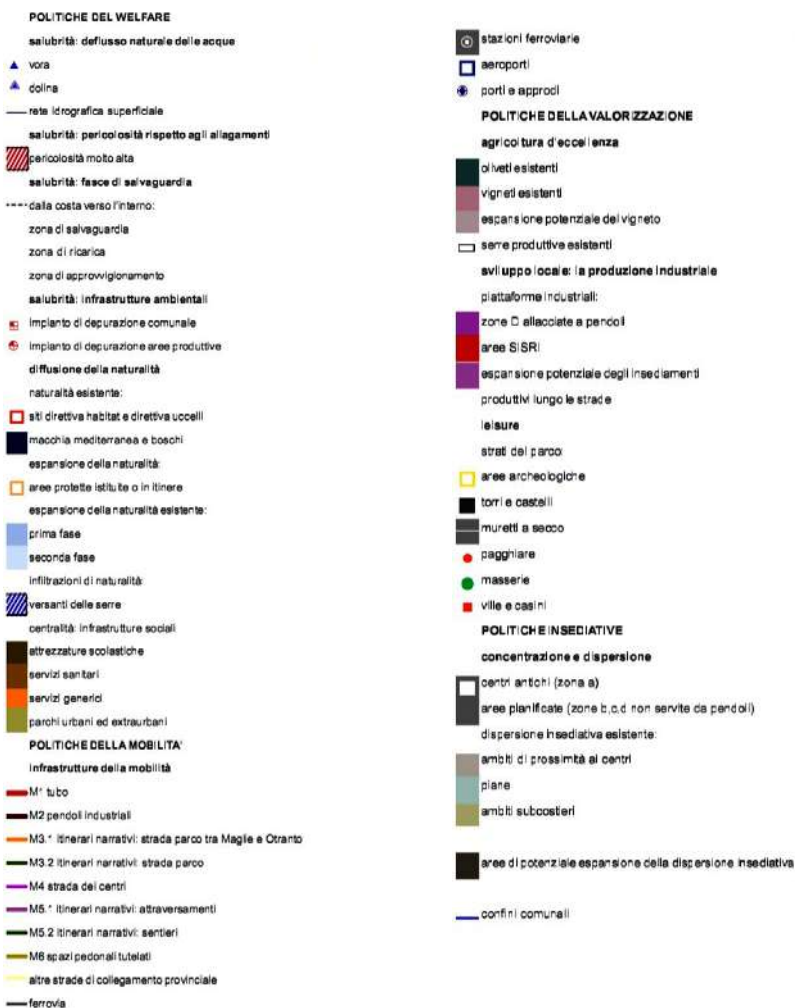 POLITICHE DEL WELFARE
salubrità: deflusso naturale delle acque
vora
dolina
rete idrografica superficiale
salubrità: pericolosità rispetto agli allagamenti
pericolosità molto alta
salubrità: fasce di salvaguardia
dalla costa verso l'interno:
zona di salvaguardia
zona di ricarica
zona di approvvigionamento
salubrità: infrastrutture ambientali
impianto di depurazione comunale
impianto di depurazione aree produttive
diffusione della naturalità
naturalità esistente:
siti direttiva habitat e direttiva uccelli
macchia mediterranea e boschi
espansione della naturalità:
aree protette istituite o in itinere
espansione della naturalità esistente:
prima fase
seconda fase
infiltrazioni di naturalità:
versanti delle serre
centralità: infrastrutture sociali
attrezzature scolastiche
servizi sanitari
servizi generici
parchi urbani ed extraurbani
POLITICHE DELLA MOBILITA'
infrastrutture della mobilità
M1 tubo
M2 pendoli industriali
M3.1 itinerari narrativi: strada parco tra Maglie e Otranto
M3.2 itinerari narrativi: strada parco
M4 strada dei centri
M5.1 itinerari narrativi: attraversamenti
M5.2 itinerari narrativi: sentieri
M6 spazi pedonali tutelati
altre strade di collegamento provinciale
ferrovia
stazioni ferroviarie
aeroporti
porti e approdi
POLITICHE DELLA VALORIZZAZIONE
agricoltura d'eccellenza
oliveti esistenti
vigneti esistenti
espansione potenziale del vigneto
serre produttive esistenti
sviluppo locale: la produzione industriale
piattaforme industriali:
zone D allacciate a pendoli
aree SISRI
espansione potenziale degli insediamenti
produttivi lungo le strade
leisure
strati del parco:
aree archeologiche
torri e castelli
muretti a secco
pagghiare
masserie
ville e casini
POLITICHE INSEDIATIVE
concentrazione e dispersione
centri antichi (zona a)
aree planificate (zone b,c,d non servite da pendoli)
dispersione insediativa esistente:
ambiti di prossimità ai centri
piane
ambiti subcostieri
aree di potenziale espansione della dispersione insediativa
confini comunali